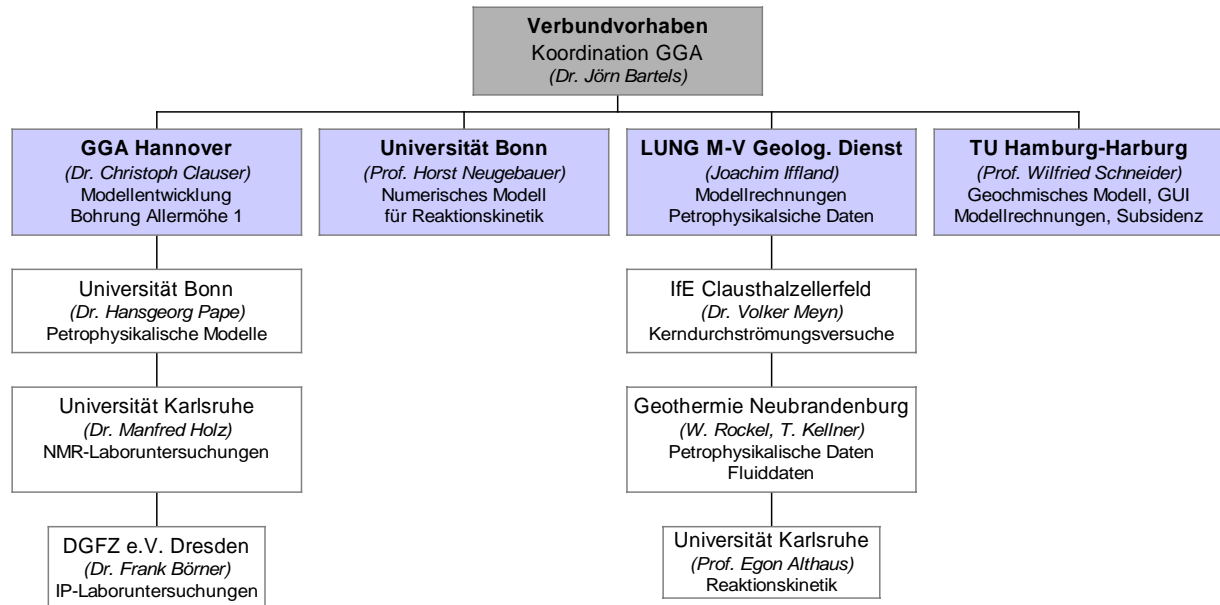 Verbundvorhaben
Koordination GGA
(Dr. Jörn Bartels)
GGA Hannover
(Dr. Christoph Clauser)
Modellentwicklung
Bohrung Allermöhe 1
Universität Bonn
(Prof. Horst Neugebauer)
Numerisches Modell
für Reaktionskinetik
LUNG M-V Geolog. Dienst
(Joachim Iffland)
Modellrechnungen
Petrophysikalsiche Daten
TU Hamburg-Harburg
(Prof. Wilfried Schneider)
Geochmisches Modell, GUI
Modellrechnungen, Subsidenz
Universität Bonn
(Dr. Hansgeorg Pape)
Petrophysikalische Modelle
IfE Clausthalzellerfeld
(Dr. Volker Meyn)
Kerndurchströmungsversuche
Universität Karlsruhe
(Dr. Manfred Holz)
NMR-Laboruntersuchungen
Geothermie Neubrandenburg
(W. Rockel, T. Kellner)
Petrophysikalische Daten
Fluiddaten
DGFZ e.V. Dresden
(Dr. Frank Börner)
IP-Laboruntersuchungen
Universität Karlsruhe
(Prof. Egon Althaus)
Reaktionskinetik